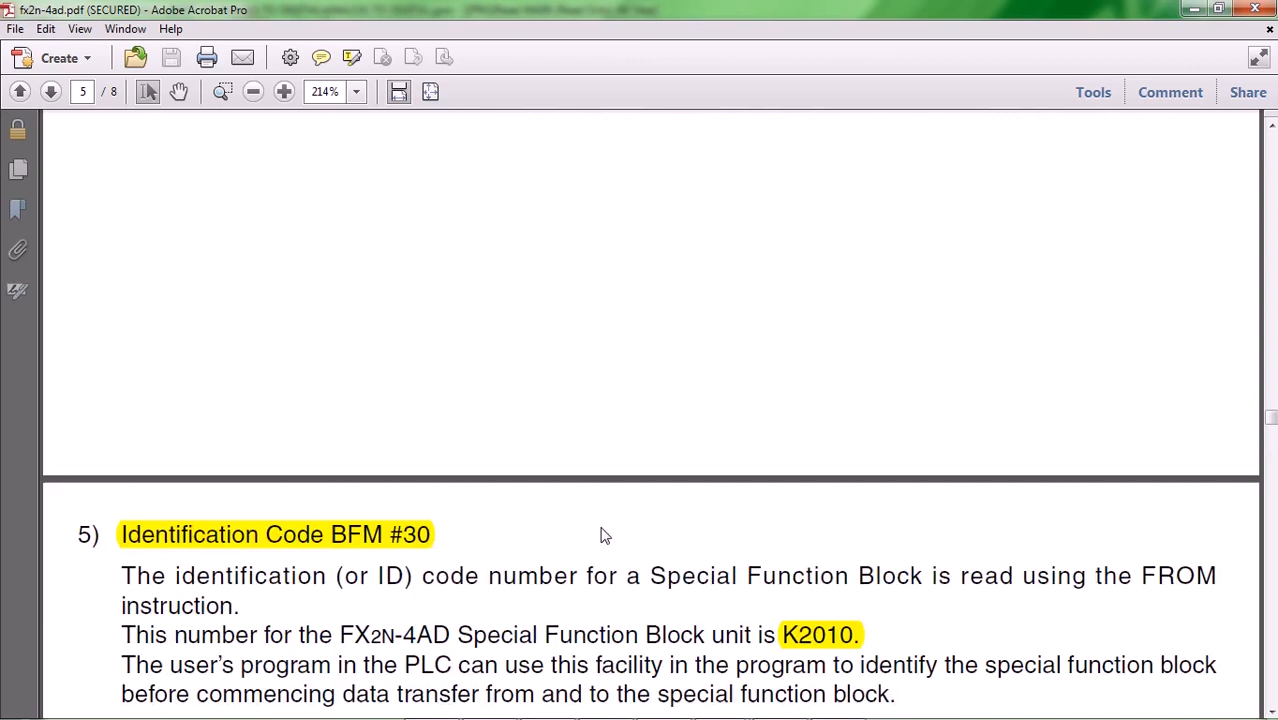 fx2n-4ad.pdf (SECURED) - Adobe Acrobat Pro
File Edit View Window Help
Create
5 / 8 214% Tools Comment Share
5) Identification Code BFM #30
The identification (or ID) code number for a Special Function Block is read using the FROM
instruction.
This number for the FX2N-4AD Special Function Block unit is K2010.
The user's program in the PLC can use this facility in the program to identify the special function block
before commencing data transfer from and to the special function block.